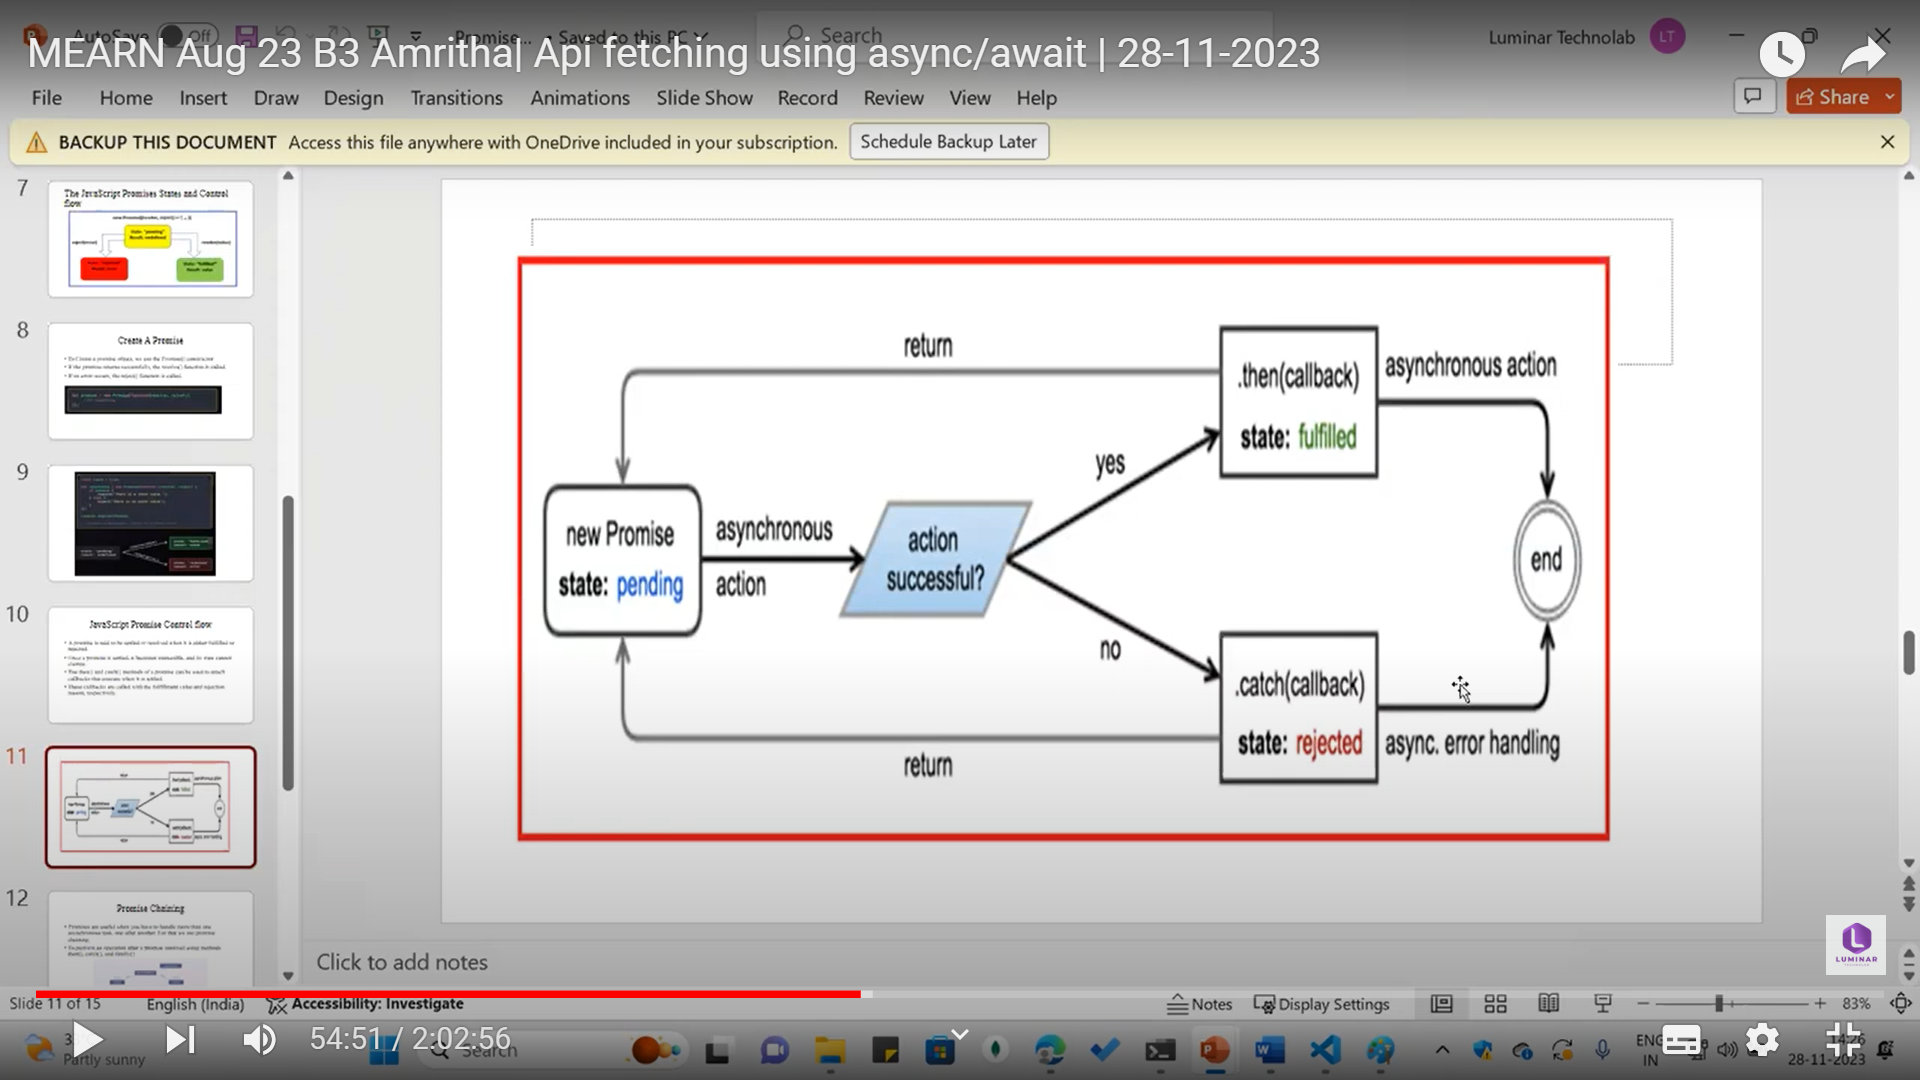 AutoSave Off Promise... • Saved to this PC Search Luminar Technolab LT
MEARN Aug 23 B3 Amritha| Api fetching using async/await | 28-11-2023
File Home Insert Draw Design Transitions Animations Slide Show Record Review View Help Share
BACKUP THIS DOCUMENT Access this file anywhere with OneDrive included in your subscription. Schedule Backup Later
7
The JavaScript Promises States and Control
flow
8
Create A Promise
9
10
JavaScript Promise Control flow
11
12
Promise Chaining
return
.then(callback)
state: fulfilled
asynchronous action
yes
new Promise
state: pending
asynchronous
action
action
successful?
end
no
.catch(callback)
state: rejected
async. error handling
return
LUMINAR
Click to add notes
Slide 11 of 15 English (India) Accessibility: Investigate Notes Display Settings 83%
54:51 / 2:02:56
Partly sunny
Search
ENG
IN
14:26
28-11-2023